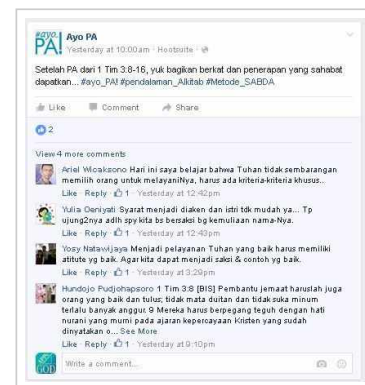 #ayo PA!
Ayo PA
Yesterday at 10:00am · Hootsuite ·
Setelah PA dari 1 Tim 3:8-16, yuk bagikan berkat dan penerapan yang sahabat
dapatkan... #ayo_PA! #pendalaman_Alkitab #Metode_SABDA
Like Comment Share
2
View 4 more comments
Ariel Wicaksono Hari ini saya belajar bahwa Tuhan tidak sembarangan
memilih orang untuk melayaniNya, harus ada kriteria-kriteria khusus..
Like · Reply · 1 · Yesterday at 12:42pm
Yulia Oeniyati Syarat menjadi diaken dan istri tdk mudah ya... Tp
ujung2nya adlh spy kita bs bersaksi bg kemuliaan nama-Nya.
Like · Reply · 1 · Yesterday at 12:43pm
Yosy Natawijaya Menjadi pelayanan Tuhan yang baik harus memiliki
atitute yg baik. Agar kita dapat menjadi saksi & contoh yg baik.
Like · Reply · 1 · Yesterday at 3:29pm
Hundojo Pudjohapsoro 1 Tim 3:8 [BIS] Pembantu jemaat haruslah juga
orang yang baik dan tulus; tidak mata duitan dan tidak suka minum
terlalu banyak anggur. 9 Mereka harus berpegang teguh dengan hati
nurani yang murni pada ajaran kepercayaan Kristen yang sudah
dinyatakan o... See More
Like · Reply · 1 · Yesterday at 9:10pm
GOD
Write a comment...